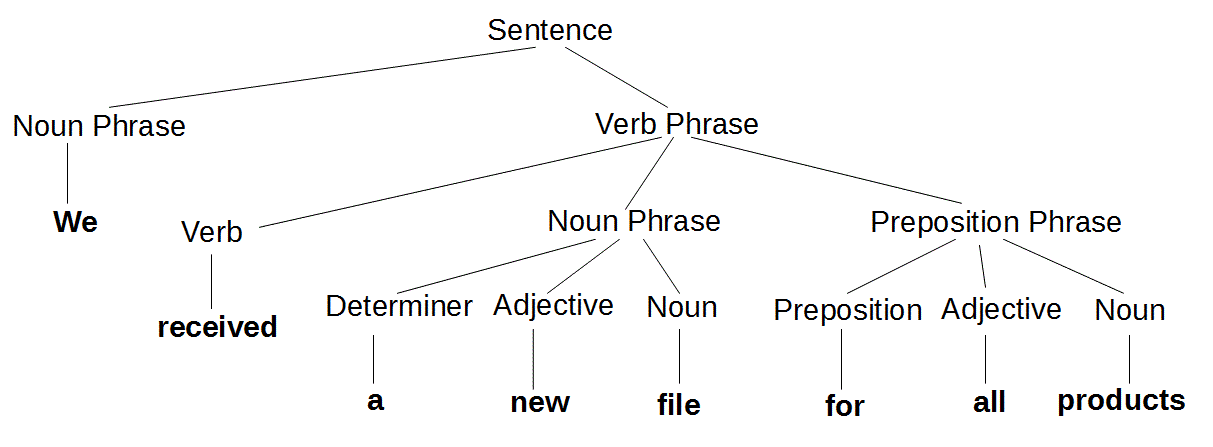 Sentence
Noun Phrase Verb Phrase
We Verb Noun Phrase Preposition Phrase
received Determiner Adjective Noun Preposition Adjective Noun
a new file for all products